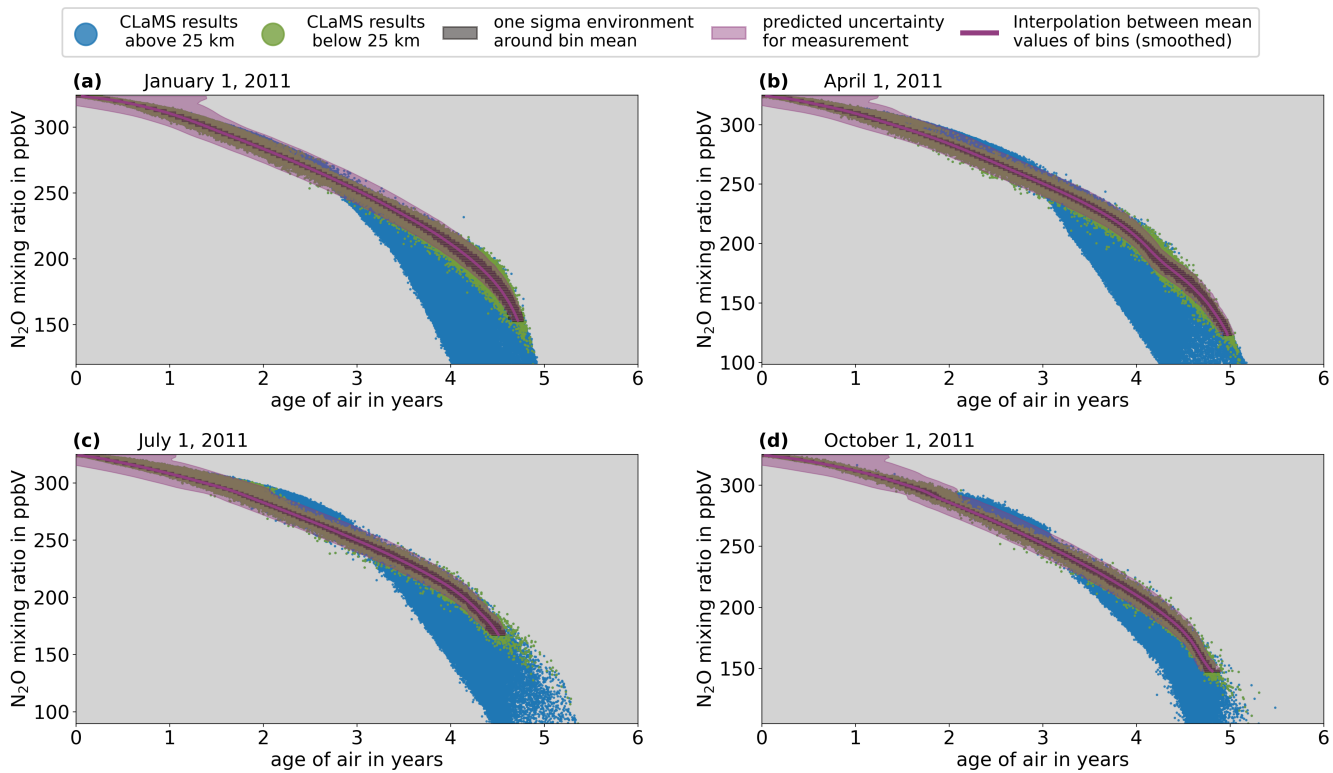 CLaMS results above 25 km
CLaMS results below 25 km
one sigma environment around bin mean
predicted uncertainty for measurement
Interpolation between mean values of bins (smoothed)
(a) January 1, 2011
N₂O mixing ratio in ppbV
300
250
200
150
0 1 2 3 4 5 6
age of air in years
(b) April 1, 2011
N₂O mixing ratio in ppbV
300
250
200
150
100
0 1 2 3 4 5 6
age of air in years
(c) July 1, 2011
N₂O mixing ratio in ppbV
300
250
200
150
100
0 1 2 3 4 5 6
age of air in years
(d) October 1, 2011
N₂O mixing ratio in ppbV
300
250
200
150
0 1 2 3 4 5 6
age of air in years